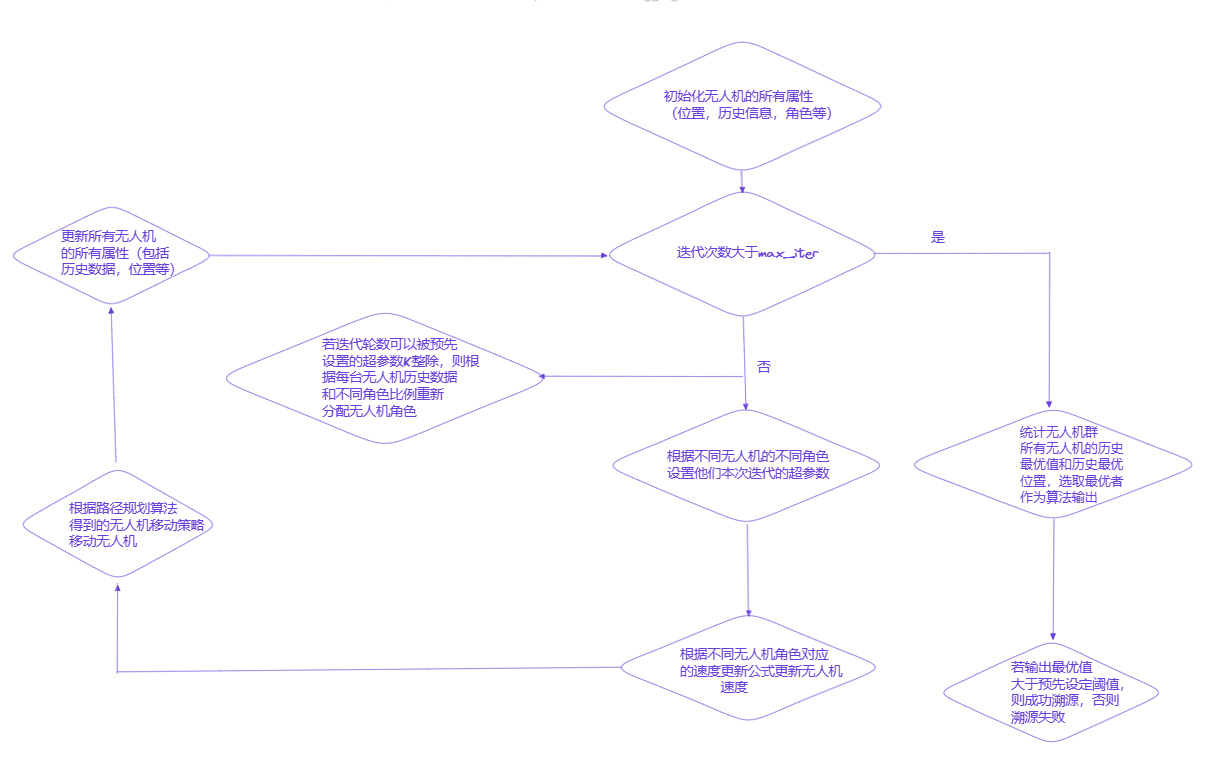 初始化无人机的所有属性
（位置，历史信息，角色等）
更新所有无人机
的所有属性（包括
历史数据，位置等）
迭代次数大于max_iter
是
若迭代轮数可以被预先
设置的超参数K整除，则根
据每台无人机历史数据
和不同角色比例重新
分配无人机角色
否
根据不同无人机的不同角色
设置他们本次迭代的超参数
统计无人机群
所有无人机的历史
最优值和历史最优
位置，选取最优者
作为算法输出
根据路径规划算法
得到的无人机移动策略
移动无人机
根据不同无人机角色对应
的速度更新公式更新无人机
速度
若输出最优值
大于预先设定阈值，
则成功溯源，否则
溯源失败